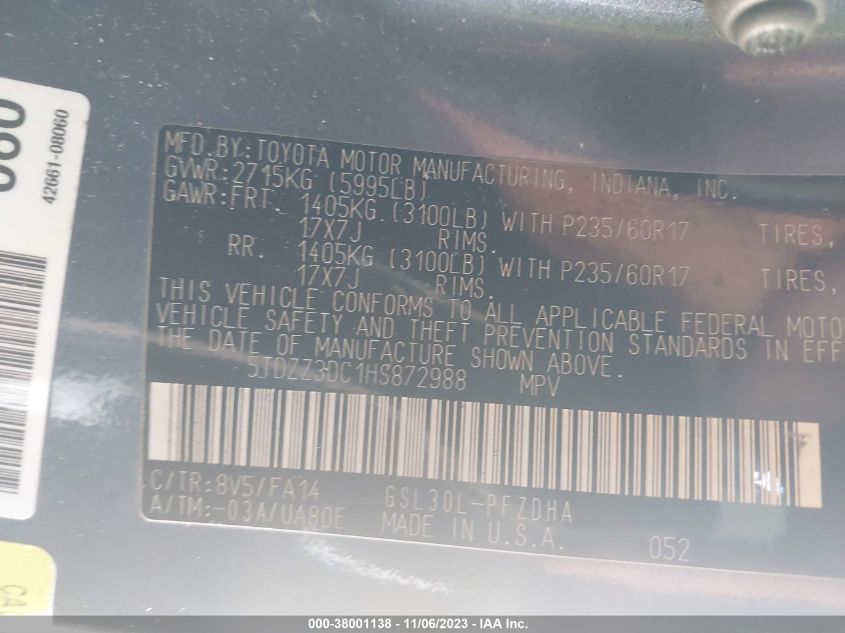 080
42661-08060
MFD.BY:TOYOTA MOTOR MANUFACTURING, INDIANA, INC.
GVWR:2715KG (5995LB)
GAWR:FRT. 1405KG (3100LB) WITH P235/60R17 TIRES,
17X7J RIMS.
RR. 1405KG (3100LB) WITH P235/60R17 TIRES,
17X7J RIMS.
THIS VEHICLE CONFORMS TO ALL APPLICABLE FEDERAL MOTO
VEHICLE SAFETY AND THEFT PREVENTION STANDARDS IN EFF
THE DATE OF MANUFACTURE SHOWN ABOVE.
5TDZZ3DC1HS872988 MPV
C/TR:8V5/FA14 GSL30L-PFZDHA
A/TM:-03A/UA80E MADE IN U.S.A. 052
000-38001138 - 11/06/2023 - IAA Inc.